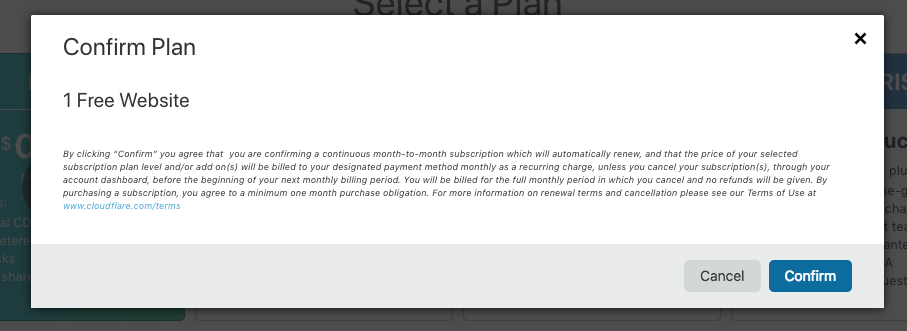 Select a Plan
Confirm Plan
×
1 Free Website
By clicking “Confirm” you agree that  you are confirming a continuous month-to-month subscription which will automatically renew, and that the price of your selected
subscription plan level and/or add on(s) will be billed to your designated payment method monthly as a recurring charge, unless you cancel your subscription(s), through your
account dashboard, before the beginning of your next monthly billing period. You will be billed for the full monthly period in which you cancel and no refunds will be given. By
purchasing a subscription, you agree to a minimum one month purchase obligation. For more information on renewal terms and cancellation please see our Terms of Use at
www.cloudflare.com/terms
Cancel
Confirm